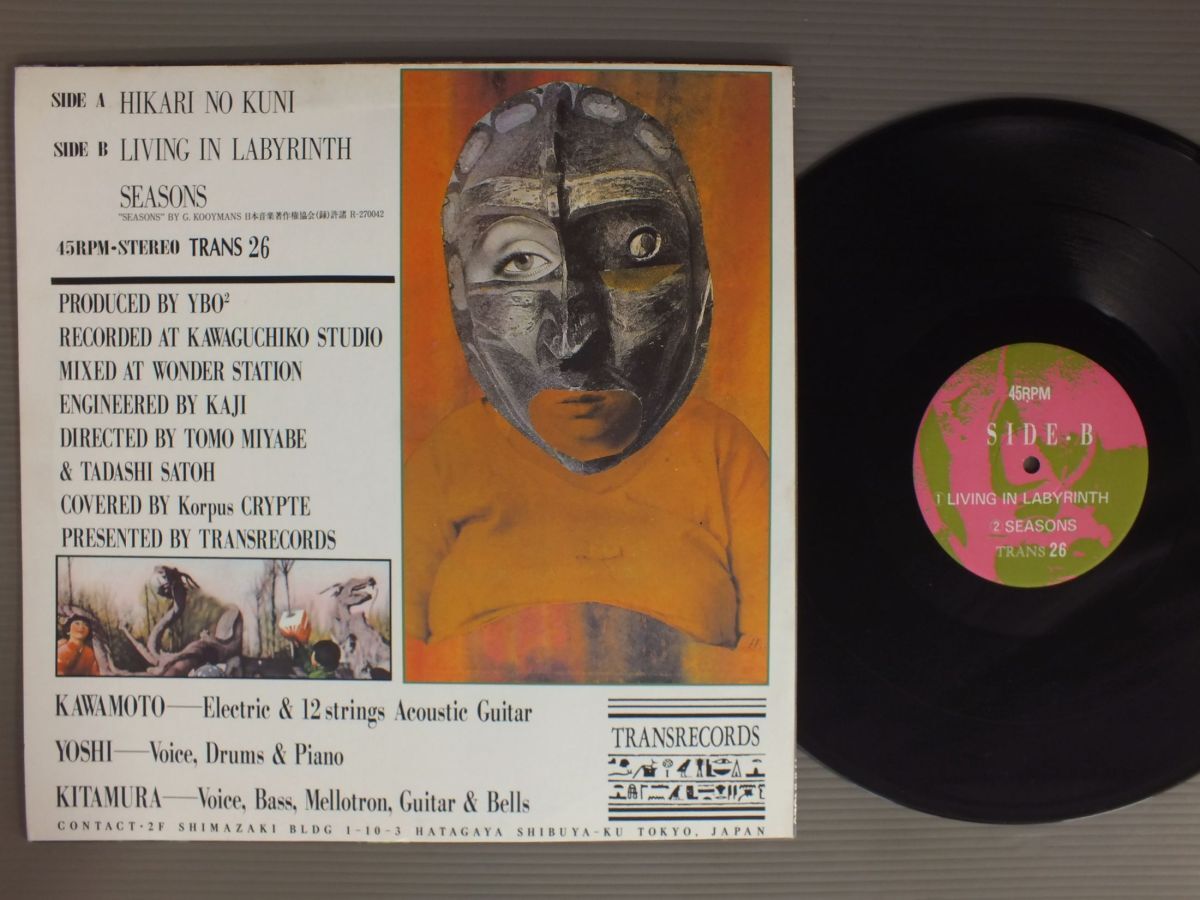 SIDE A HIKARI NO KUNI
SIDE B LIVING IN LABYRINTH
SEASONS
"SEASONS" BY G. KOOYMANS 日本音楽著作権協会(録)許諾 R-270042
45RPM-STEREO TRANS 26
PRODUCED BY YBO²
RECORDED AT KAWAGUCHIKO STUDIO
MIXED AT WONDER STATION
ENGINEERED BY KAJI
DIRECTED BY TOMO MIYABE
& TADASHI SATOH
COVERED BY Korpus CRYPTE
PRESENTED BY TRANSRECORDS
KAWAMOTO—Electric & 12 strings Acoustic Guitar
YOSHI—Voice, Drums & Piano
KITAMURA—Voice, Bass, Mellotron, Guitar & Bells
CONTACT・2F SHIMAZAKI BLDG 1-10-3 HATAGAYA SHIBUYA-KU TOKYO, JAPAN
TRANSRECORDS
45RPM
SIDE・B
① LIVING IN LABYRINTH
② SEASONS
TRANS 26